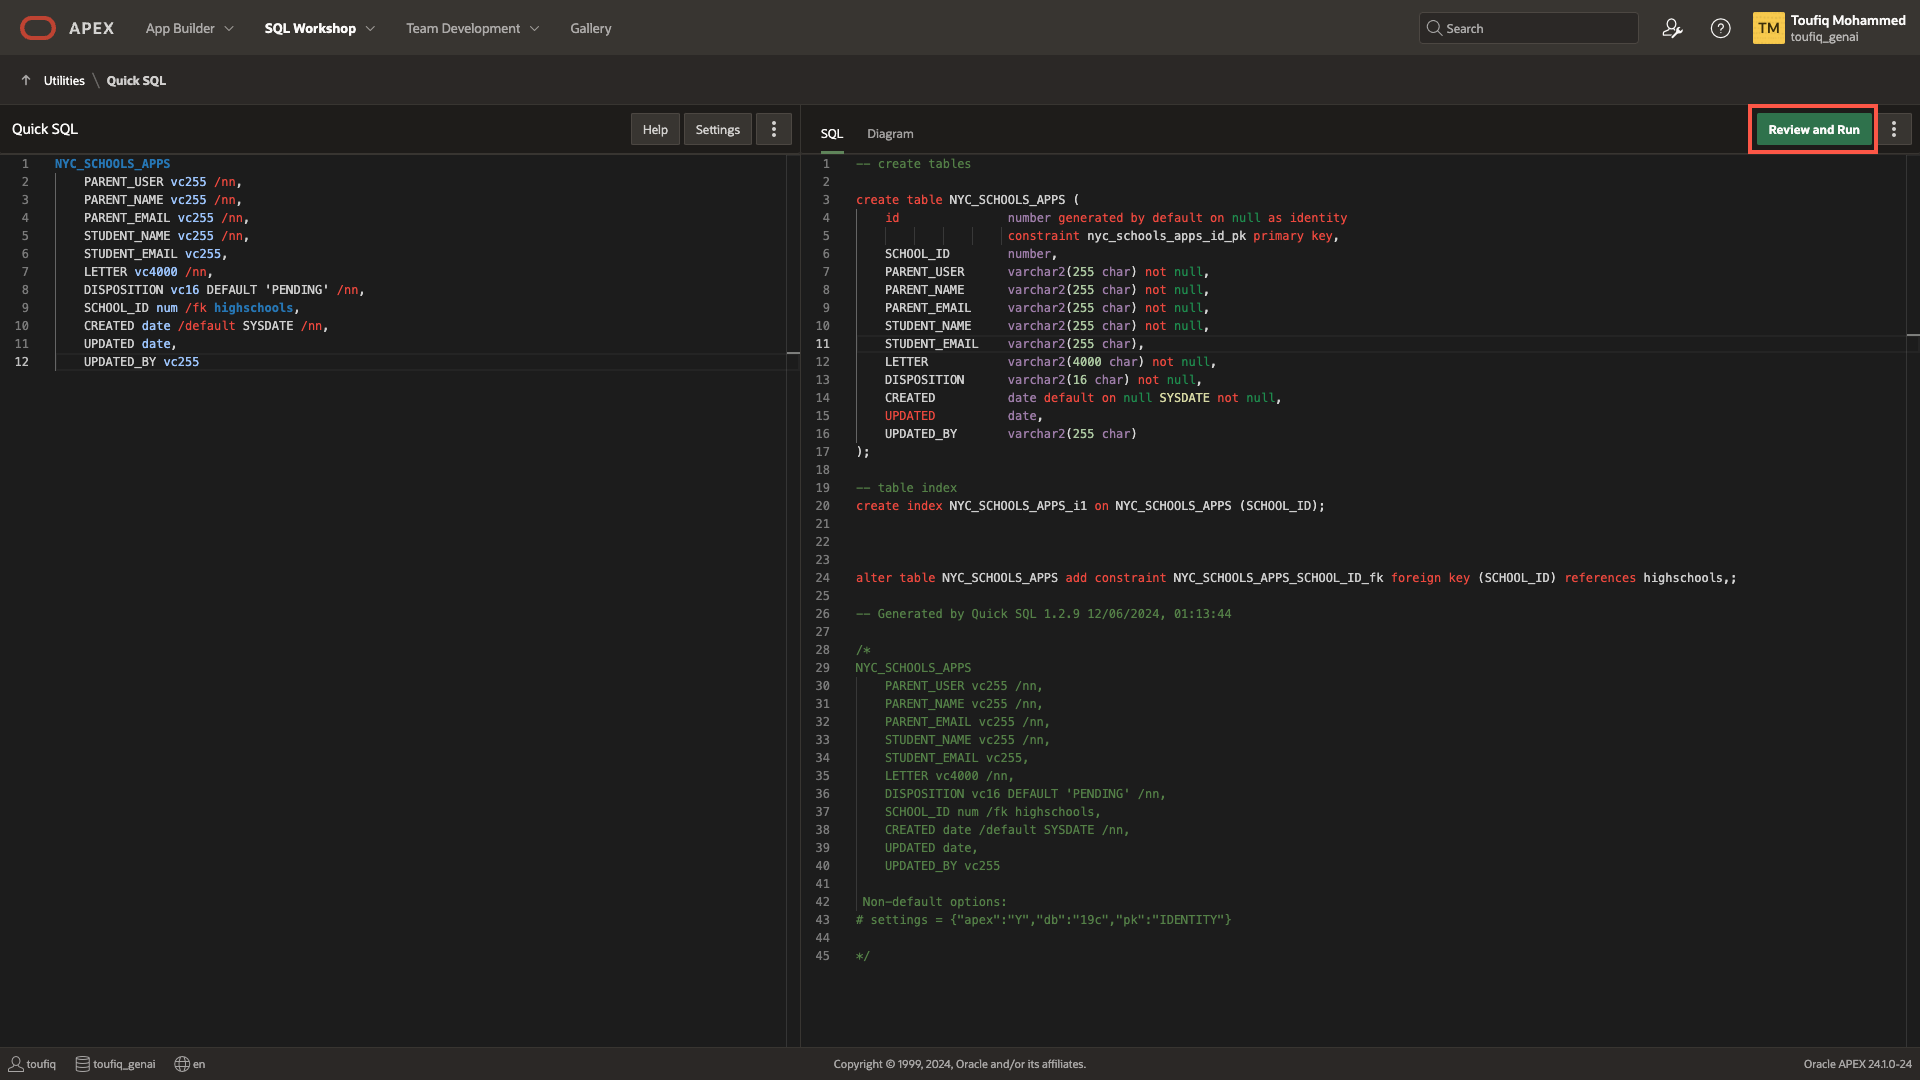 APEX App Builder SQL Workshop Team Development Gallery Search TM Toufiq Mohammed
toufiq_genai
Utilities \ Quick SQL
Quick SQL Help Settings
1 NYC_SCHOOLS_APPS
2 PARENT_USER vc255 /nn,
3 PARENT_NAME vc255 /nn,
4 PARENT_EMAIL vc255 /nn,
5 STUDENT_NAME vc255 /nn,
6 STUDENT_EMAIL vc255,
7 LETTER vc4000 /nn,
8 DISPOSITION vc16 DEFAULT 'PENDING' /nn,
9 SCHOOL_ID num /fk highschools,
10 CREATED date /default SYSDATE /nn,
11 UPDATED date,
12 UPDATED_BY vc255
SQL Diagram Review and Run
1 -- create tables
2
3 create table NYC_SCHOOLS_APPS (
4 id number generated by default on null as identity
5 constraint nyc_schools_apps_id_pk primary key,
6 SCHOOL_ID number,
7 PARENT_USER varchar2(255 char) not null,
8 PARENT_NAME varchar2(255 char) not null,
9 PARENT_EMAIL varchar2(255 char) not null,
10 STUDENT_NAME varchar2(255 char) not null,
11 STUDENT_EMAIL varchar2(255 char),
12 LETTER varchar2(4000 char) not null,
13 DISPOSITION varchar2(16 char) not null,
14 CREATED date default on null SYSDATE not null,
15 UPDATED date,
16 UPDATED_BY varchar2(255 char)
17 );
18
19 -- table index
20 create index NYC_SCHOOLS_APPS_i1 on NYC_SCHOOLS_APPS (SCHOOL_ID);
21
22
23
24 alter table NYC_SCHOOLS_APPS add constraint NYC_SCHOOLS_APPS_SCHOOL_ID_fk foreign key (SCHOOL_ID) references highschools,;
25
26 -- Generated by Quick SQL 1.2.9 12/06/2024, 01:13:44
27
28 /*
29 NYC_SCHOOLS_APPS
30 PARENT_USER vc255 /nn,
31 PARENT_NAME vc255 /nn,
32 PARENT_EMAIL vc255 /nn,
33 STUDENT_NAME vc255 /nn,
34 STUDENT_EMAIL vc255,
35 LETTER vc4000 /nn,
36 DISPOSITION vc16 DEFAULT 'PENDING' /nn,
37 SCHOOL_ID num /fk highschools,
38 CREATED date /default SYSDATE /nn,
39 UPDATED date,
40 UPDATED_BY vc255
41
42 Non-default options:
43 # settings = {"apex":"Y","db":"19c","pk":"IDENTITY"}
44
45 */
toufiq toufiq_genai en Copyright © 1999, 2024, Oracle and/or its affiliates. Oracle APEX 24.1.0-24